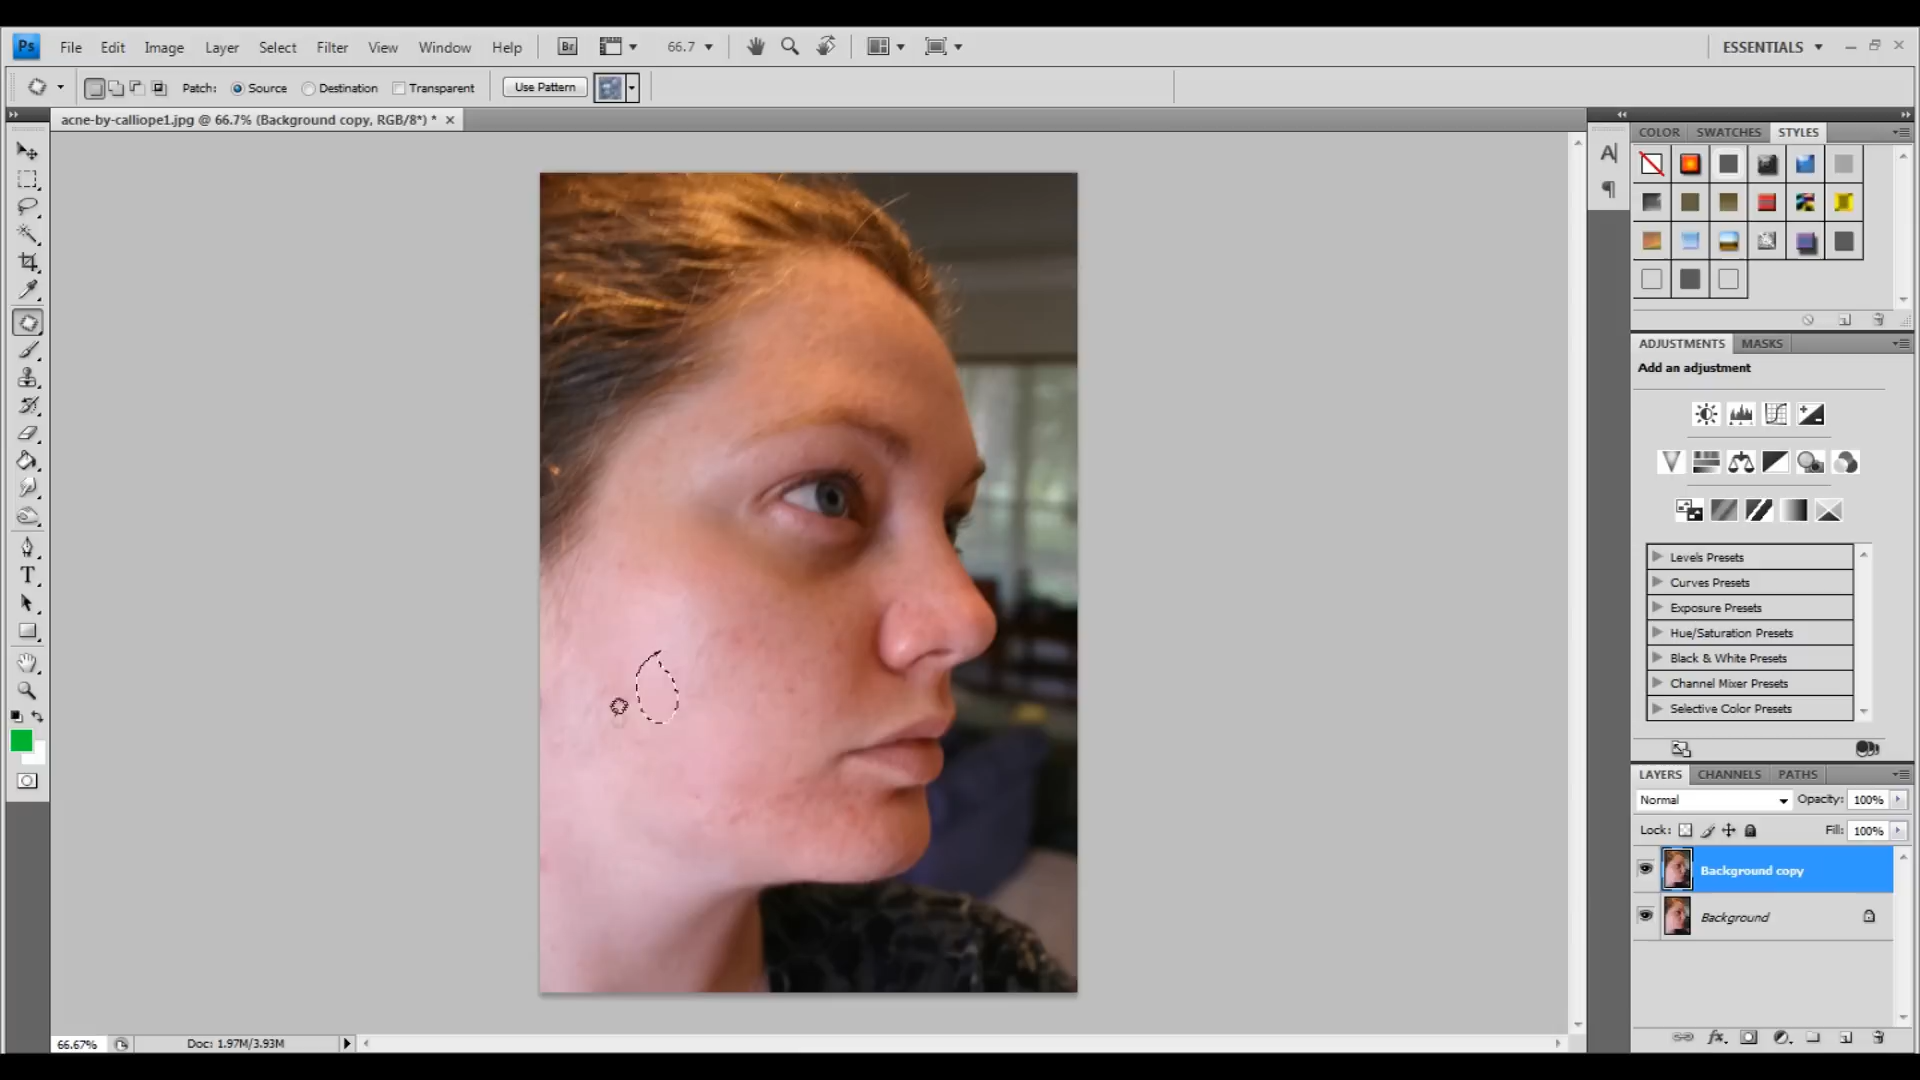 Ps File Edit Image Layer Select Filter View Window Help Br 66.7 ESSENTIALS
Patch: Source Destination Transparent Use Pattern
acne-by-calliope1.jpg @ 66.7% (Background copy, RGB/8*) *
COLOR SWATCHES STYLES
ADJUSTMENTS MASKS
Add an adjustment
Levels Presets
Curves Presets
Exposure Presets
Hue/Saturation Presets
Black & White Presets
Channel Mixer Presets
Selective Color Presets
LAYERS CHANNELS PATHS
Normal Opacity: 100%
Lock: Fill: 100%
Background copy
Background
66.67% Doc: 1.97M/3.93M